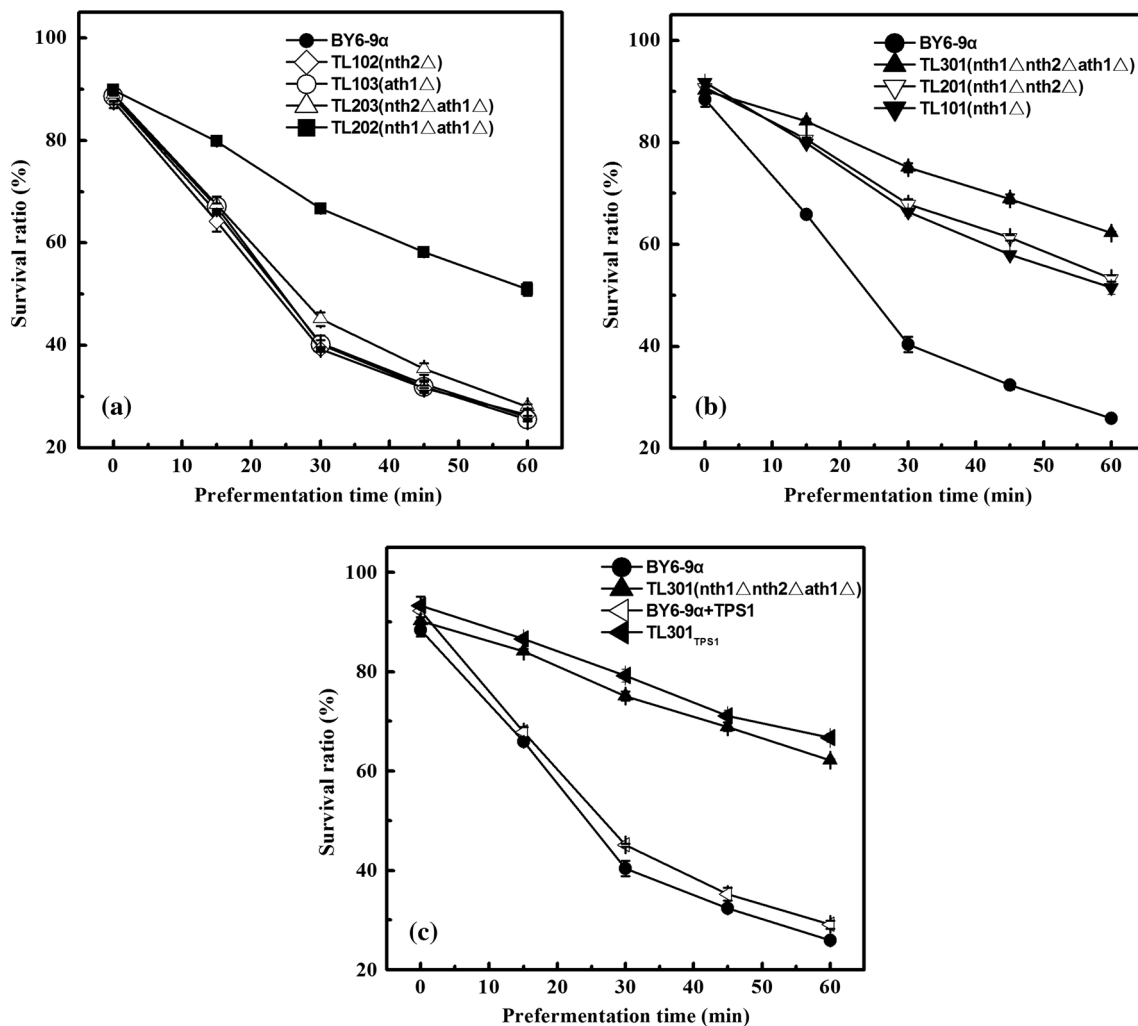 BY6-9α
TL102(nth2△)
TL103(ath1△)
TL203(nth2△ath1△)
TL202(nth1△ath1△)
100
80
60
40
20
Survival ratio (%)
(a)
0 10 20 30 40 50 60
Prefermentation time (min)
BY6-9α
TL301(nth1△nth2△ath1△)
TL201(nth1△nth2△)
TL101(nth1△)
100
80
60
40
20
Survival ratio (%)
(b)
0 10 20 30 40 50 60
Prefermentation time (min)
BY6-9α
TL301(nth1△nth2△ath1△)
BY6-9α+TPS1
TL301TPS1
100
80
60
40
20
Survival ratio (%)
(c)
0 10 20 30 40 50 60
Prefermentation time (min)